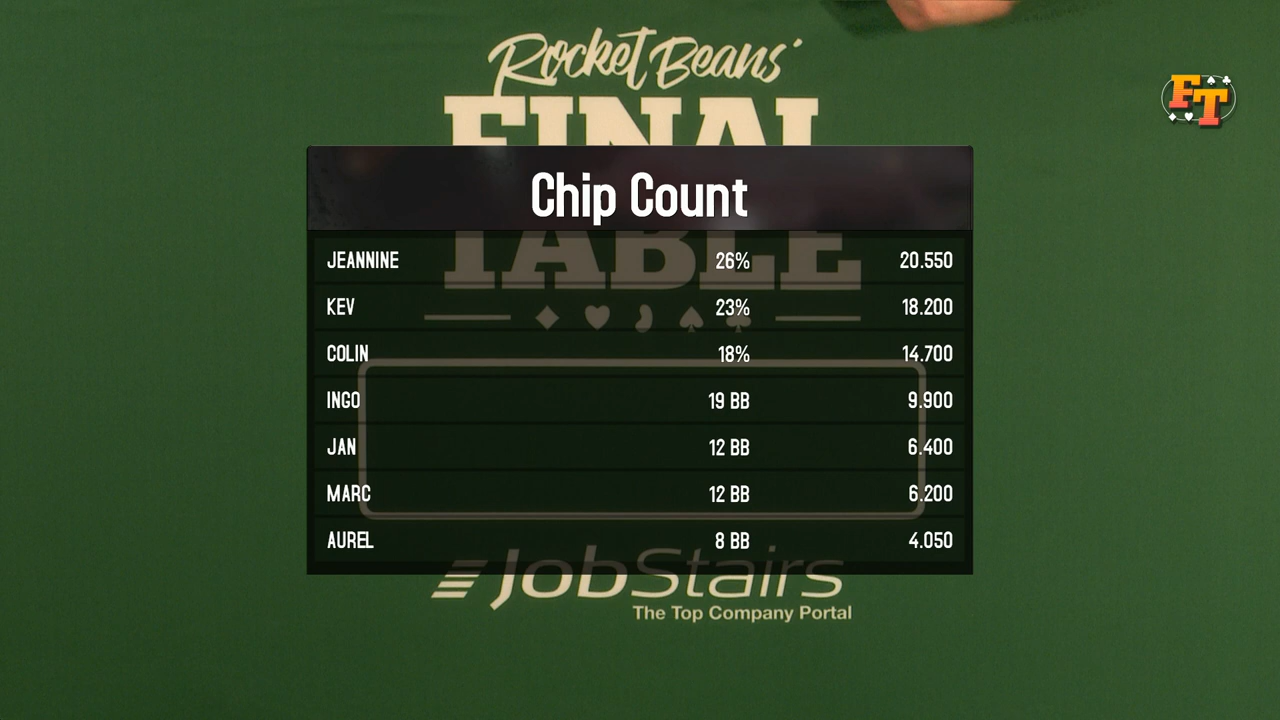 Rocket Beans'
FINAL
FT
Chip Count
TABLE
JEANNINE 26% 20.550
KEV 23% 18.200
COLIN 18% 14.700
INGO 19 BB 9.900
JAN 12 BB 6.400
MARC 12 BB 6.200
AUREL 8 BB 4.050
JobStairs
The Top Company Portal